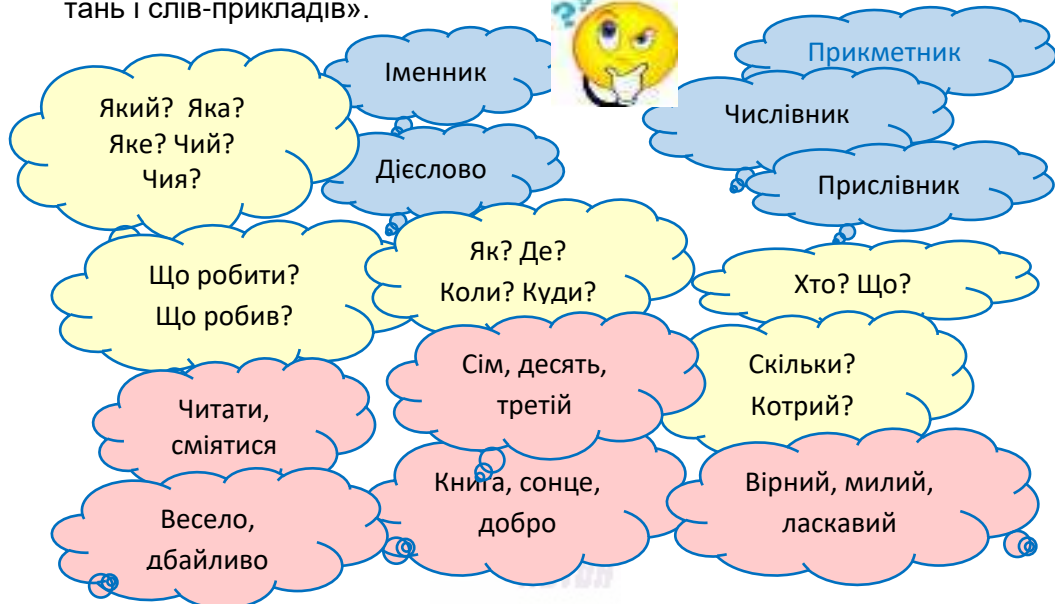 тань і слів-прикладів».
Іменник
Прикметник
Який? Яка?
Яке? Чий?
Чия?
Числівник
Дієслово
Прислівник
Що робити?
Що робив?
Як? Де?
Коли? Куди?
Хто? Що?
Сім, десять,
третій
Скільки?
Котрий?
Читати,
сміятися
Книга, сонце,
добро
Вірний, милий,
ласкавий
Весело,
дбайливо